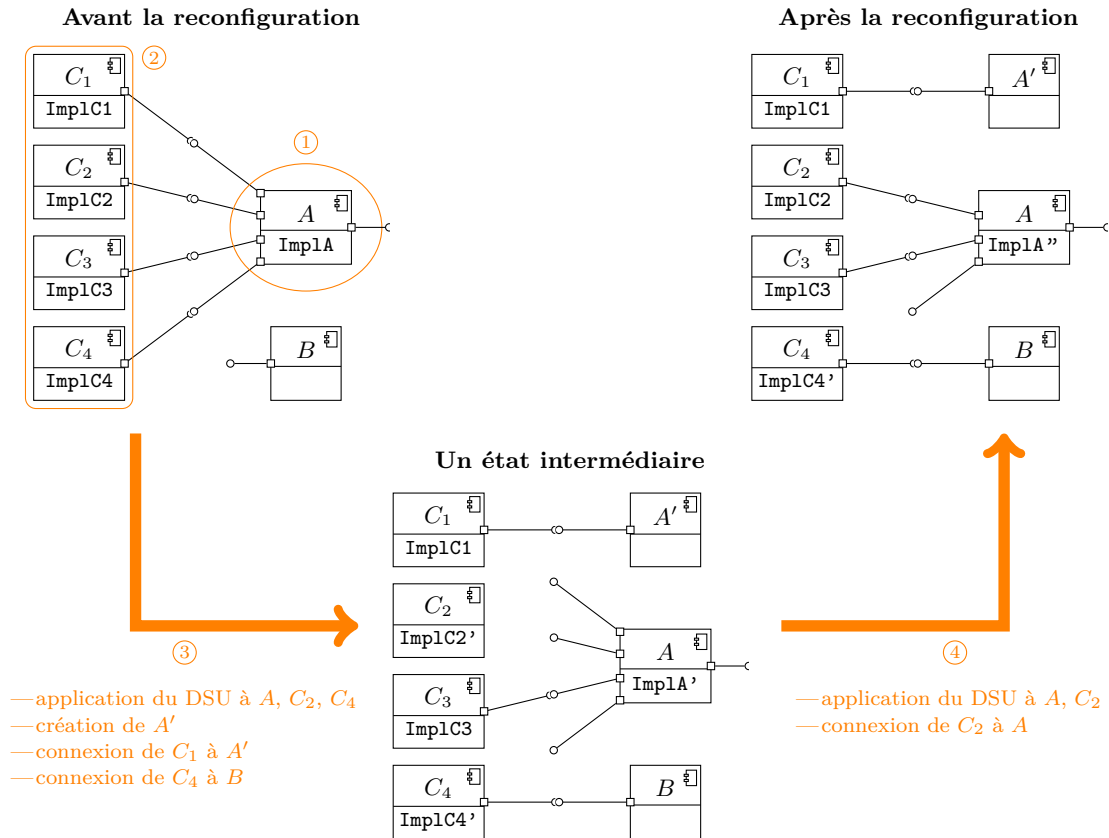 Avant la reconfiguration
②
C₁
ImplC1
C₂
ImplC2
C₃
ImplC3
C₄
ImplC4
①
A
ImplA
B
Après la reconfiguration
C₁
ImplC1
A′
C₂
ImplC2
A
ImplA''
C₃
ImplC3
C₄
ImplC4'
B
Un état intermédiaire
C₁
ImplC1
A′
C₂
ImplC2'
A
ImplA'
C₃
ImplC3
C₄
ImplC4'
B
③
—application du DSU à A, C₂, C₄
—création de A′
—connexion de C₁ à A′
—connexion de C₄ à B
④
—application du DSU à A, C₂
—connexion de C₂ à A